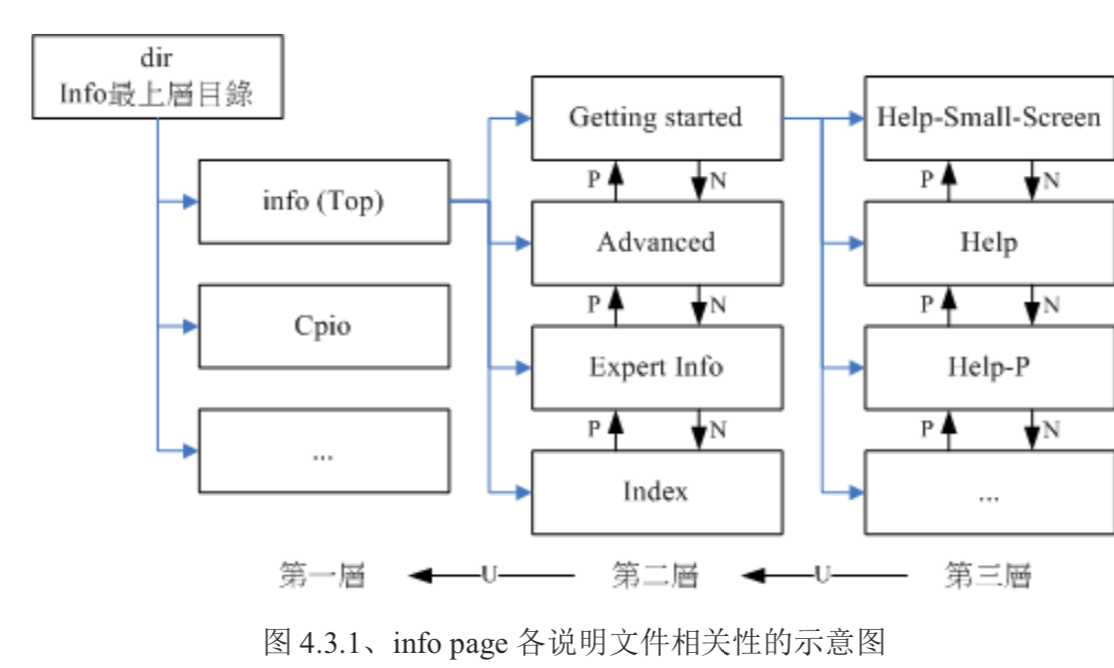 dir
Info最上層目錄
info (Top)
Cpio
...
Getting started
P N
Advanced
P N
Expert Info
P N
Index
Help-Small-Screen
P N
Help
P N
Help-P
P N
...
第一層 U 第二層 U 第三層
图 4.3.1、info page 各说明文件相关性的示意图